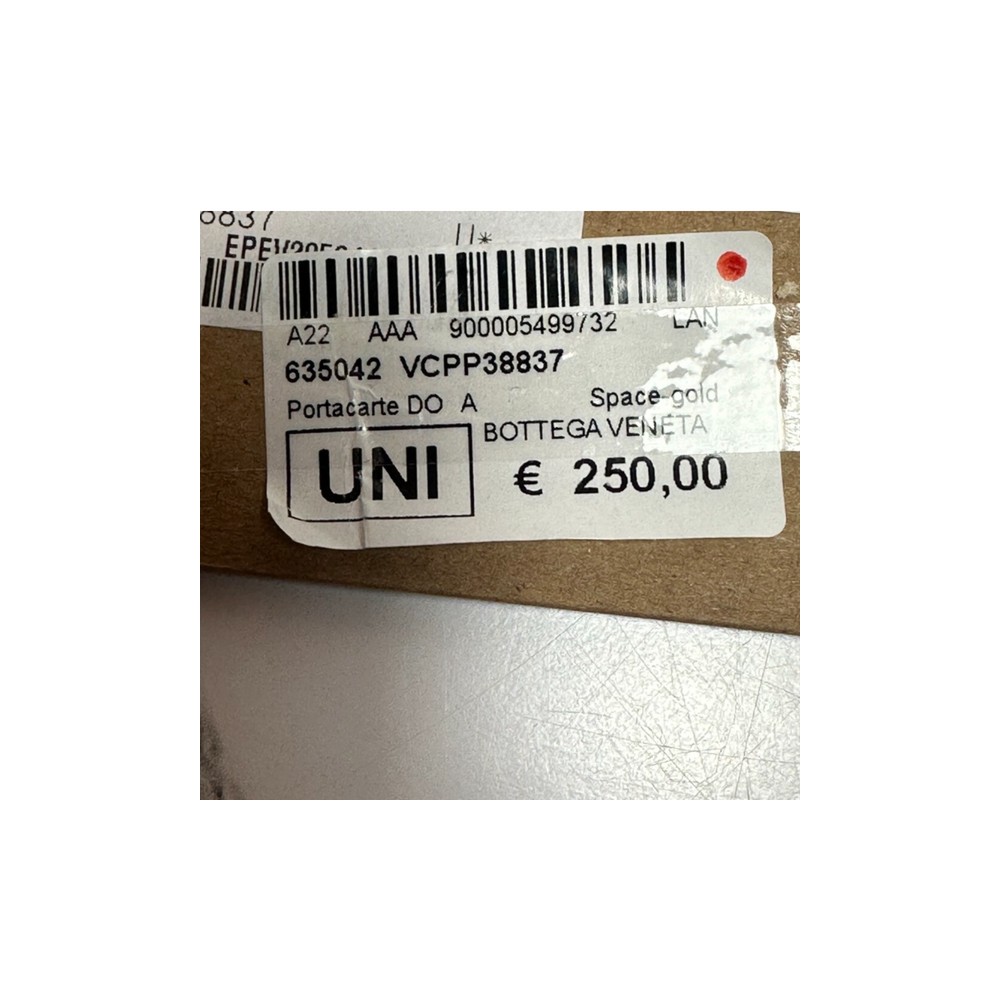 8837
A22 AAA 900005499732 LAN
635042 VCPP38837
Portacarte DO A Space gold
BOTTEGA VENETA
UNI € 250,00